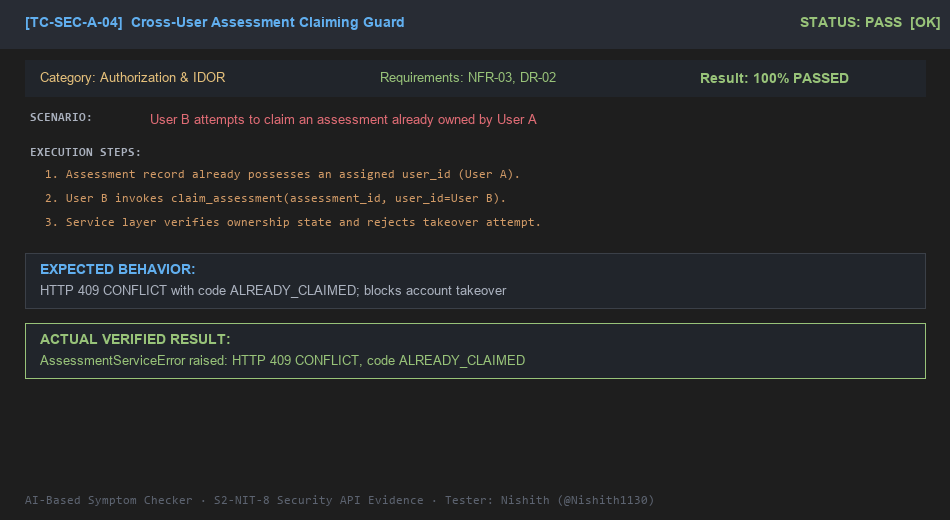 [TC-SEC-A-04] Cross-User Assessment Claiming Guard STATUS: PASS [OK]
Category: Authorization & IDOR Requirements: NFR-03, DR-02 Result: 100% PASSED
SCENARIO: User B attempts to claim an assessment already owned by User A
EXECUTION STEPS:
1. Assessment record already possesses an assigned user_id (User A).
2. User B invokes claim_assessment(assessment_id, user_id=User B).
3. Service layer verifies ownership state and rejects takeover attempt.
EXPECTED BEHAVIOR:
HTTP 409 CONFLICT with code ALREADY_CLAIMED; blocks account takeover
ACTUAL VERIFIED RESULT:
AssessmentServiceError raised: HTTP 409 CONFLICT, code ALREADY_CLAIMED
AI-Based Symptom Checker · S2-NIT-8 Security API Evidence · Tester: Nishith (@Nishith1130)